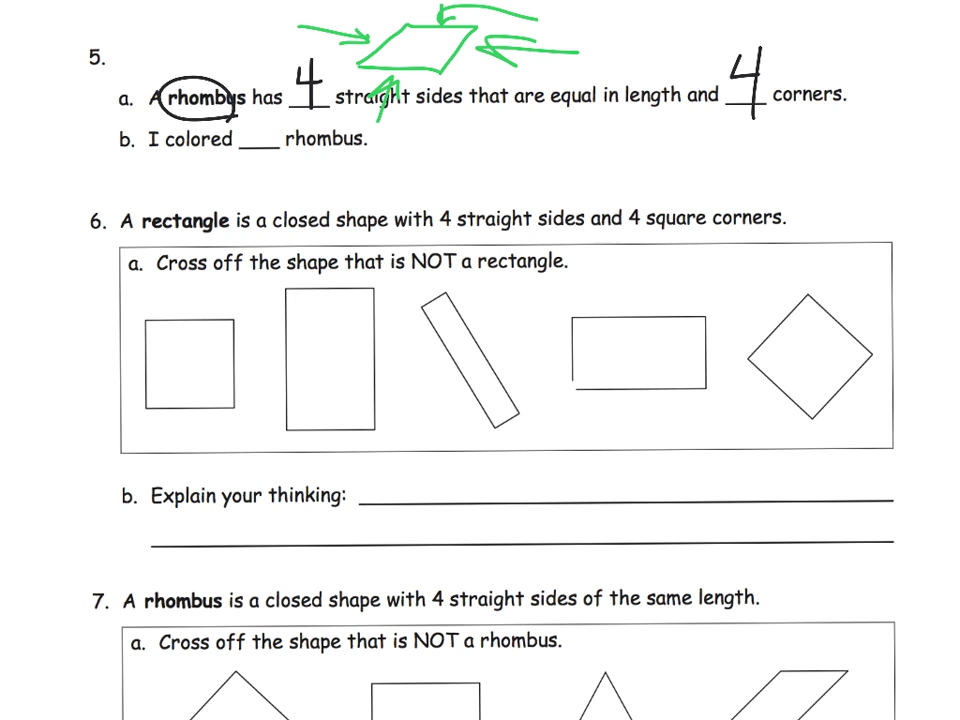 5.
a. A rhombus has 4 straight sides that are equal in length and 4 corners.
b. I colored ____ rhombus.
6. A rectangle is a closed shape with 4 straight sides and 4 square corners.
a. Cross off the shape that is NOT a rectangle.
b. Explain your thinking:
7. A rhombus is a closed shape with 4 straight sides of the same length.
a. Cross off the shape that is NOT a rhombus.